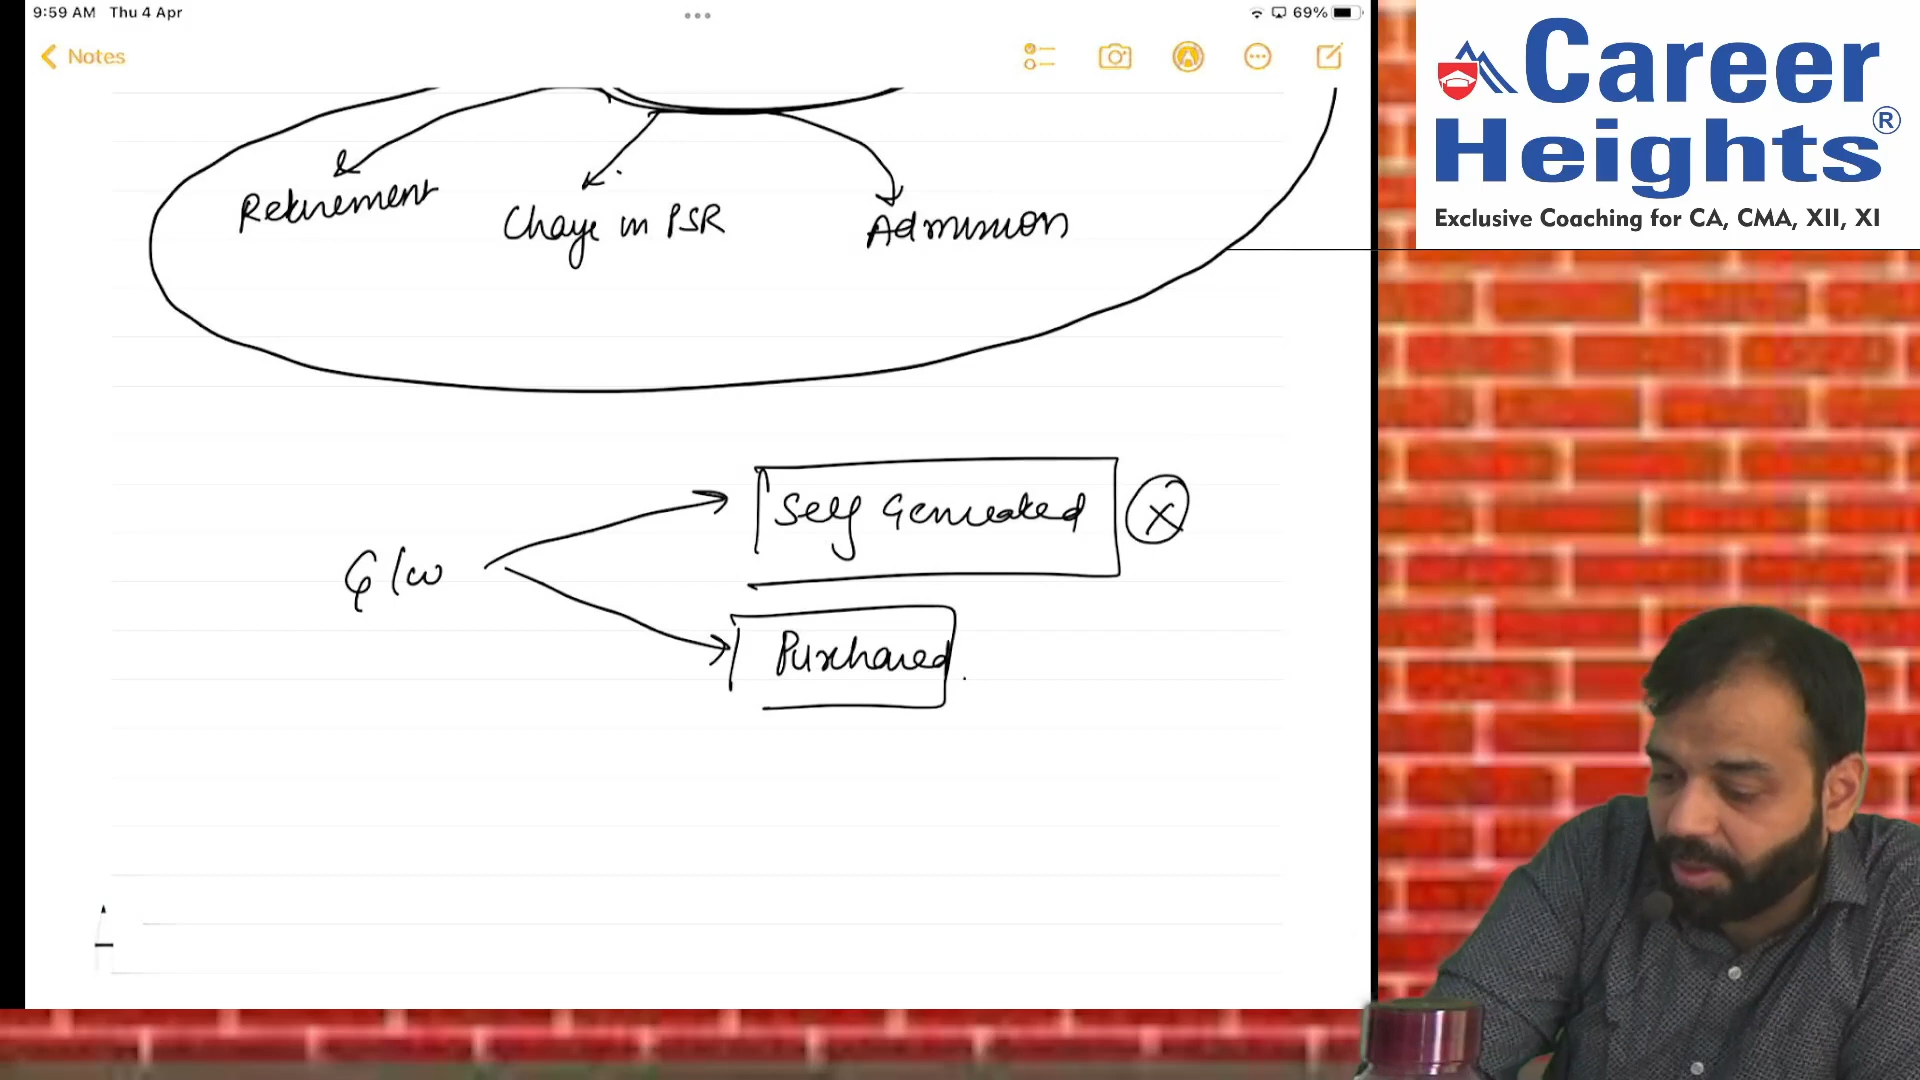 9:59 AM Thu 4 Apr
69%
Notes
Career
Heights®
Exclusive Coaching for CA, CMA, XII, XI
Retirement
Change in PSR
Admission
Self Generated X
G/w
Purchased